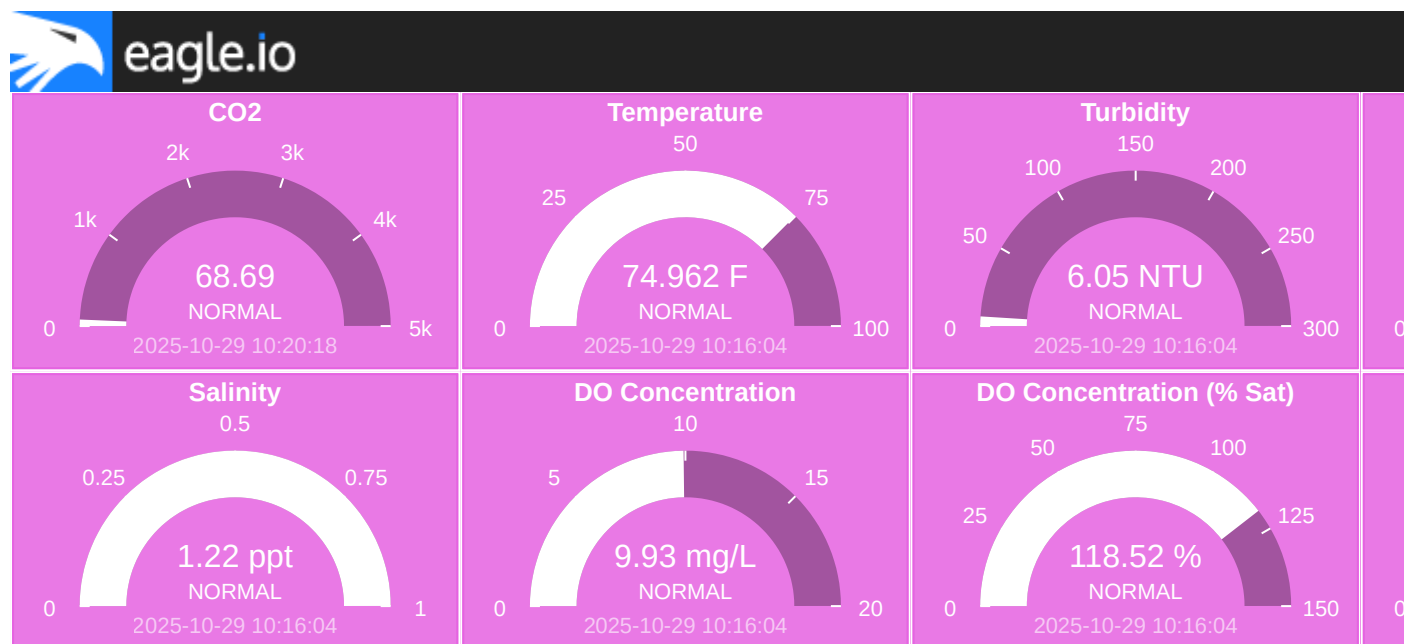 eagle.io
CO2
0
1k
2k
3k
4k
5k
68.69
NORMAL
2025-10-29 10:20:18
Temperature
0
25
50
75
100
74.962 F
NORMAL
2025-10-29 10:16:04
Turbidity
0
50
100
150
200
250
300
6.05 NTU
NORMAL
2025-10-29 10:16:04
0
Salinity
0
0.25
0.5
0.75
1
1.22 ppt
NORMAL
2025-10-29 10:16:04
DO Concentration
0
5
10
15
20
9.93 mg/L
NORMAL
2025-10-29 10:16:04
DO Concentration (% Sat)
0
25
50
75
100
125
150
118.52 %
NORMAL
2025-10-29 10:16:04
0